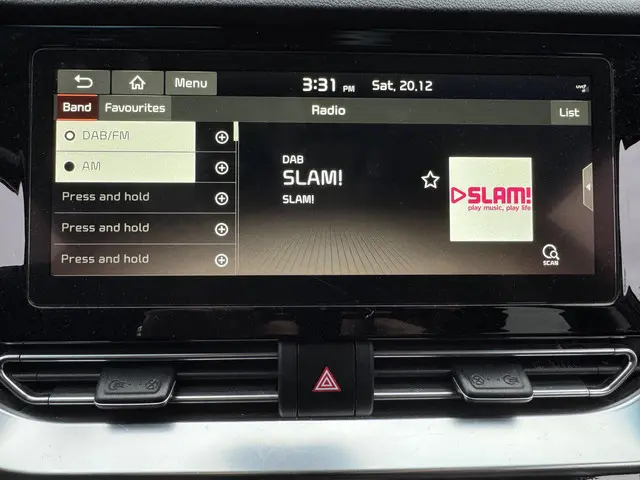 Menu
3:31 PM
Sat, 20.12
Band
Favourites
Radio
List
DAB/FM
AM
Press and hold
Press and hold
Press and hold
DAB
SLAM!
SLAM!
SLAM!
play music, play life
SCAN